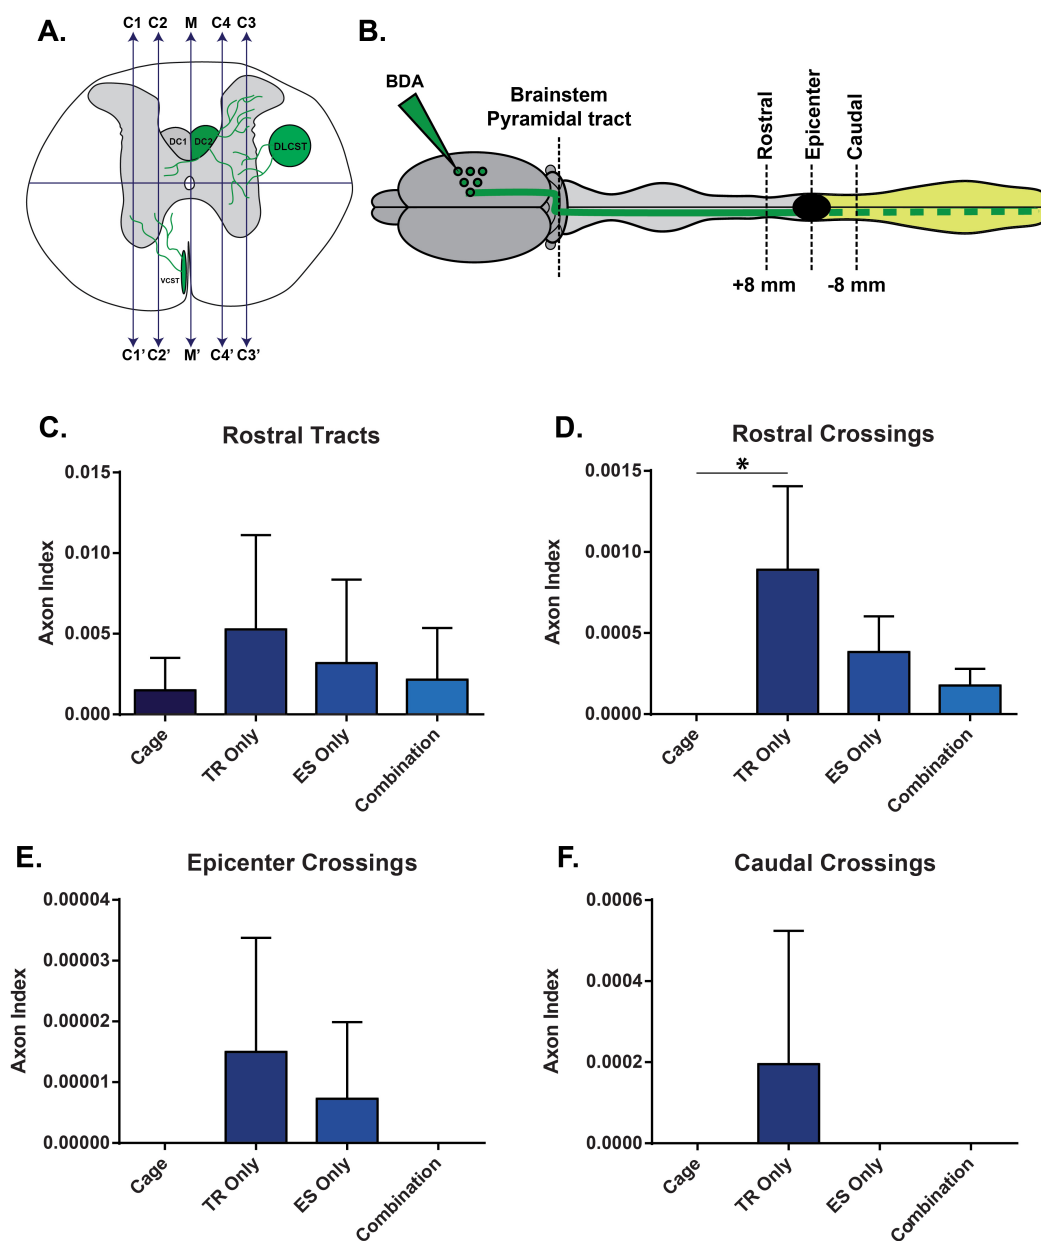 A.
C1 C2 M C4 C3
DC1 DC2
DLCST
VCST
C1' C2' M' C4' C3'
B.
BDA
Brainstem
Pyramidal tract
Rostral
Epicenter
Caudal
+8 mm
-8 mm
C.
Rostral Tracts
Axon Index
0.015
0.010
0.005
0.000
Cage
TR Only
ES Only
Combination
D.
Rostral Crossings
*
Axon Index
0.0015
0.0010
0.0005
0.0000
Cage
TR Only
ES Only
Combination
E.
Epicenter Crossings
Axon Index
0.00004
0.00003
0.00002
0.00001
0.00000
Cage
TR Only
ES Only
Combination
F.
Caudal Crossings
Axon Index
0.0006
0.0004
0.0002
0.0000
Cage
TR Only
ES Only
Combination